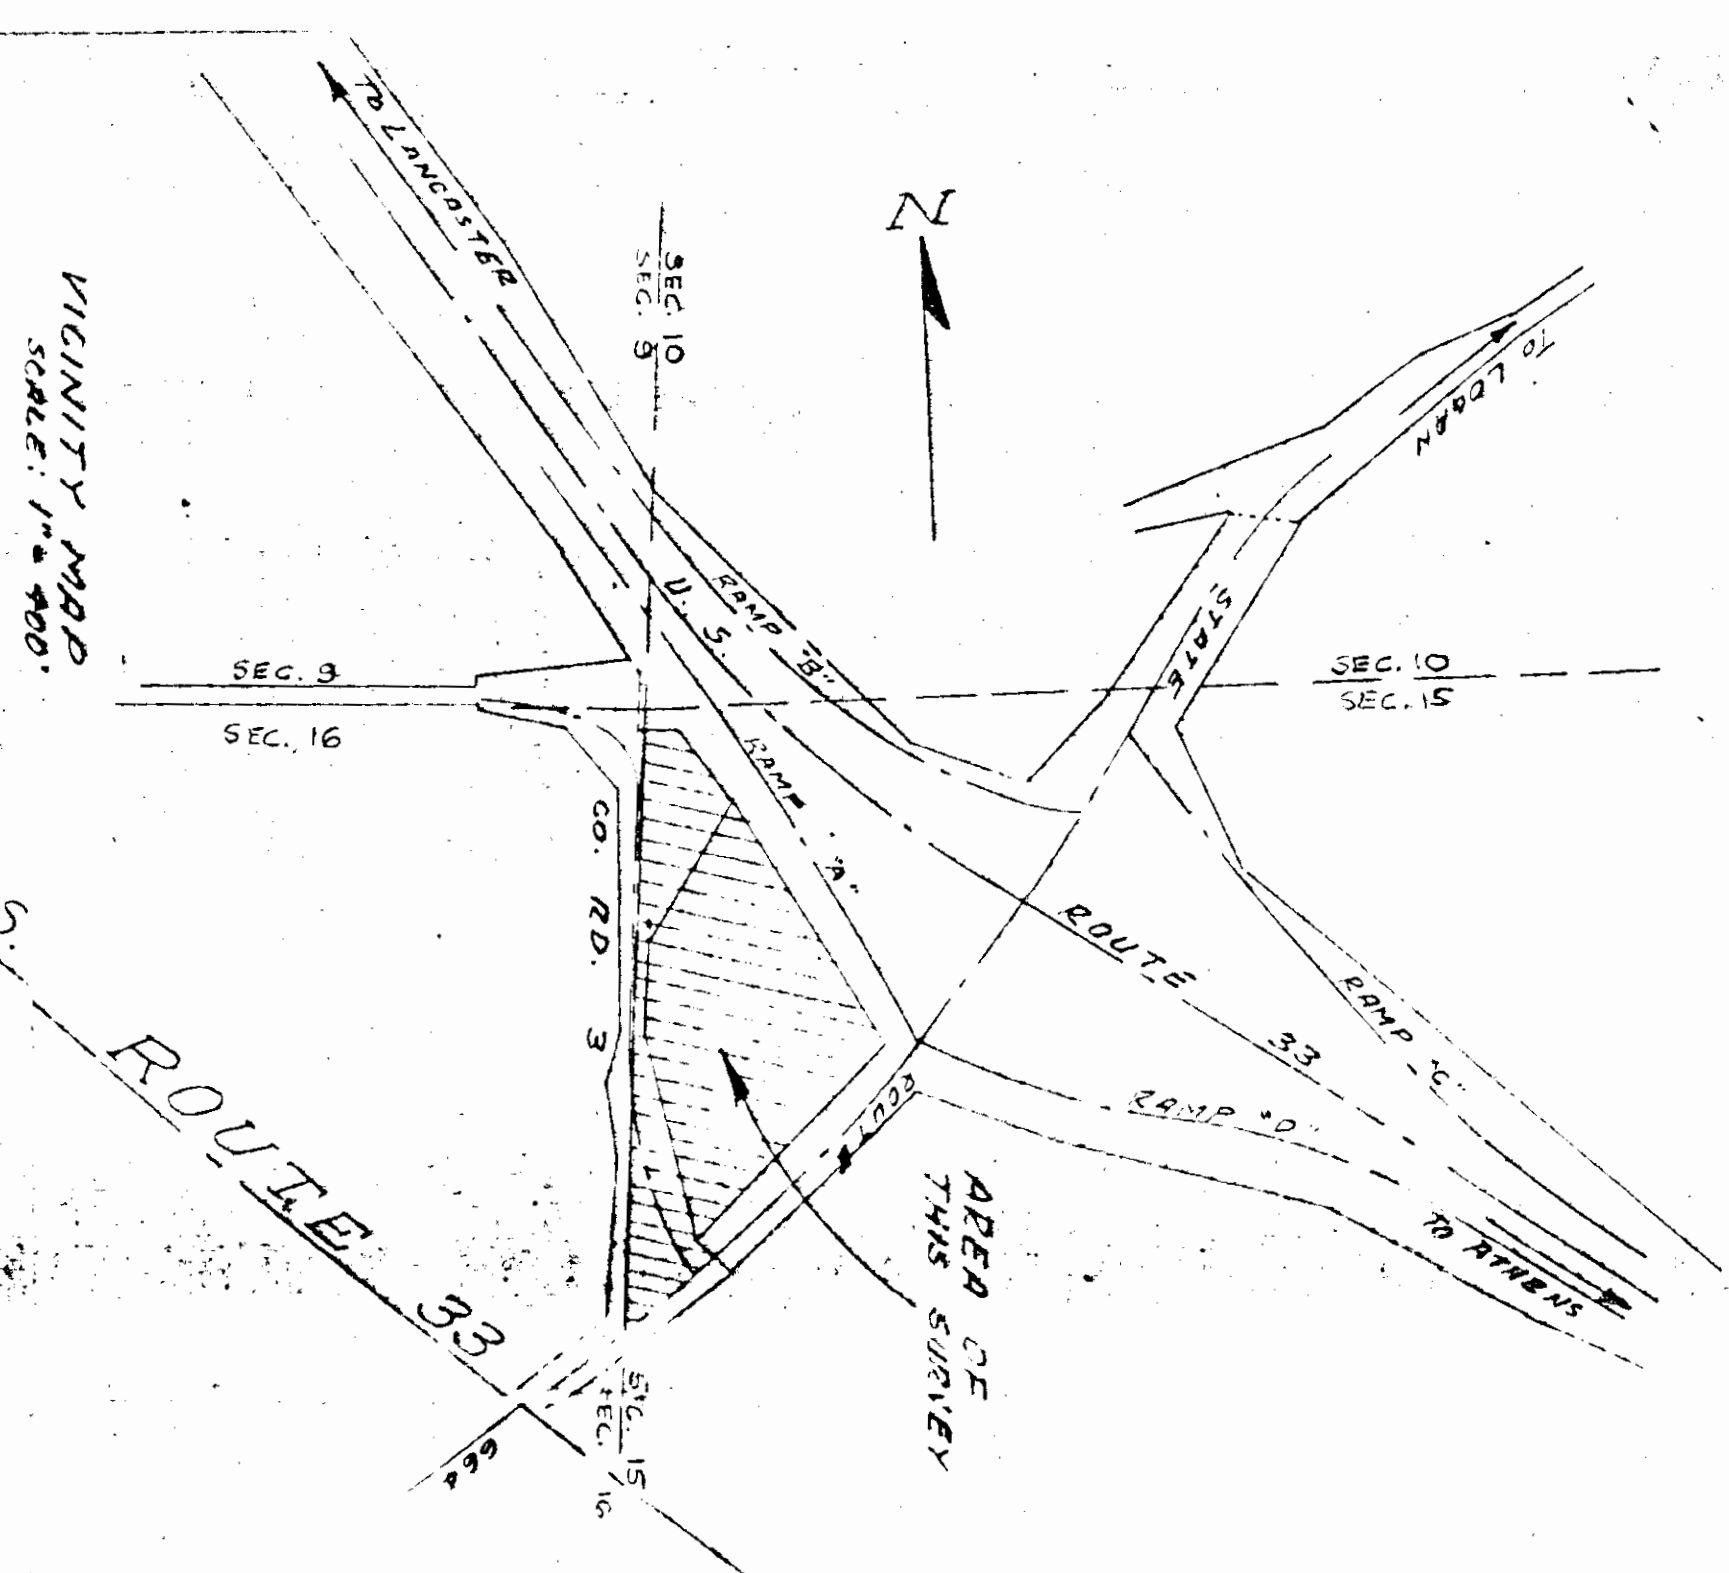 TO LANCASTER
N
SEC. 10
SEC. 9
TO LOGAN
VICINITY MAP
SCALE: 1" = 400'
U. S.
RAMP "B"
STATE
SEC. 9
SEC. 16
SEC. 10
SEC. 15
RAMP "A"
CO. RD. 3
ROUTE
33
RAMP "C"
RAMP "D"
ROUTE
AREA OF
THIS SURVEY
TO ATHENS
S.
ROUTE 33
SEC. 15
SEC. 16
664